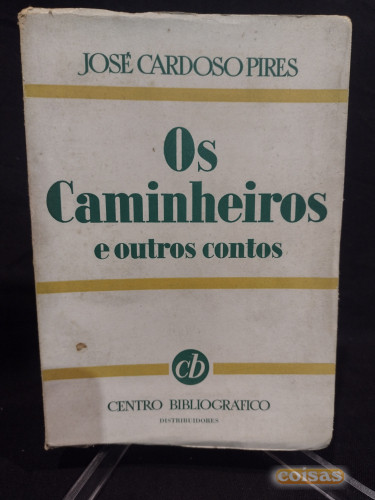 JOSÉ CARDOSO PIRES
Os
Caminheiros
e outros contos
cb
CENTRO BIBLIOGRÁFICO
DISTRIBUIDORES
coisas